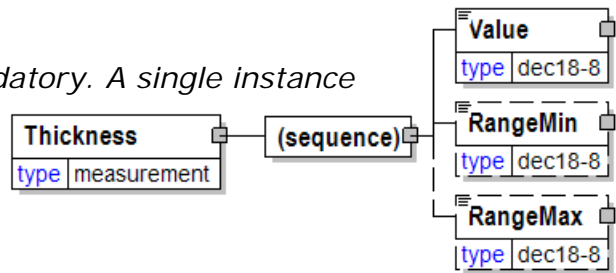 Value
type dec18-8
datory. A single instance
RangeMin
Thickness (sequence)
type dec18-8
type measurement
RangeMax
type dec18-8